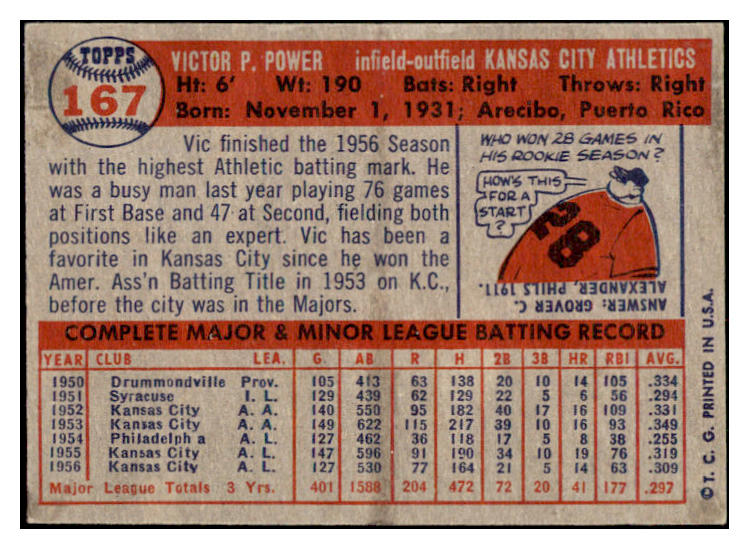 TOPPS
167
VICTOR P. POWER infield-outfield KANSAS CITY ATHLETICS
Ht: 6' Wt: 190 Bats: Right Throws: Right
Born: November 1, 1931; Arecibo, Puerto Rico
Vic finished the 1956 Season
with the highest Athletic batting mark. He
was a busy man last year playing 76 games
at First Base and 47 at Second, fielding both
positions like an expert. Vic has been a
favorite in Kansas City since he won the
Amer. Ass'n Batting Title in 1953 on K.C.,
before the city was in the Majors.
WHO WON 28 GAMES IN
HIS ROOKIE SEASON?
HOW'S THIS
FOR A
START
?
28
ANSWER: GROVER C.
ALEXANDER, PHILS, 1911.
COMPLETE MAJOR & MINOR LEAGUE BATTING RECORD
YEAR CLUB LEA. G. AB R H 2B 3B HR RBI AVG.
1950 Drummondville Prov. 105 413 63 138 20 10 14 105 .334
1951 Syracuse I. L. 129 439 62 129 22 5 6 56 .294
1952 Kansas City A. A. 140 550 95 182 40 17 16 109 .331
1953 Kansas City A. A. 149 622 115 217 39 10 16 93 .349
1954 Philadelph a A. L. 127 462 36 118 17 5 8 38 .255
1955 Kansas City A. L. 147 596 91 190 34 10 19 76 .319
1956 Kansas City A. L. 127 530 77 164 21 5 14 63 .309
Major League Totals 3 Yrs. 401 1588 204 472 72 20 41 177 .297
© T. C. G. PRINTED IN U.S.A.